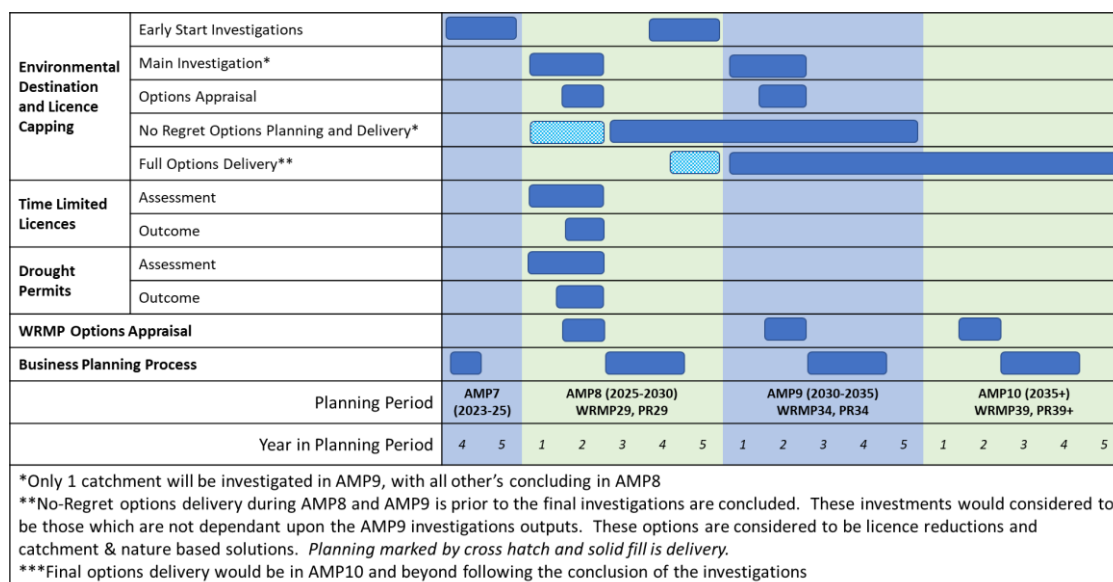 Environmental
Destination
and Licence
Capping
Early Start Investigations
Main Investigation*
Options Appraisal
No Regret Options Planning and Delivery*
Full Options Delivery**
Time Limited
Licences
Assessment
Outcome
Drought
Permits
Assessment
Outcome
WRMP Options Appraisal
Business Planning Process
Planning Period
AMP7
(2023-25)
AMP8 (2025-2030)
WRMP29, PR29
AMP9 (2030-2035)
WRMP34, PR34
AMP10 (2035+)
WRMP39, PR39+
Year in Planning Period
4 5 1 2 3 4 5 1 2 3 4 5 1 2 3 4 5
*Only 1 catchment will be investigated in AMP9, with all other's concluding in AMP8
**No-Regret options delivery during AMP8 and AMP9 is prior to the final investigations are concluded. These investments would considered to
be those which are not dependant upon the AMP9 investigations outputs. These options are considered to be licence reductions and
catchment & nature based solutions. Planning marked by cross hatch and solid fill is delivery.
***Final options delivery would be in AMP10 and beyond following the conclusion of the investigations